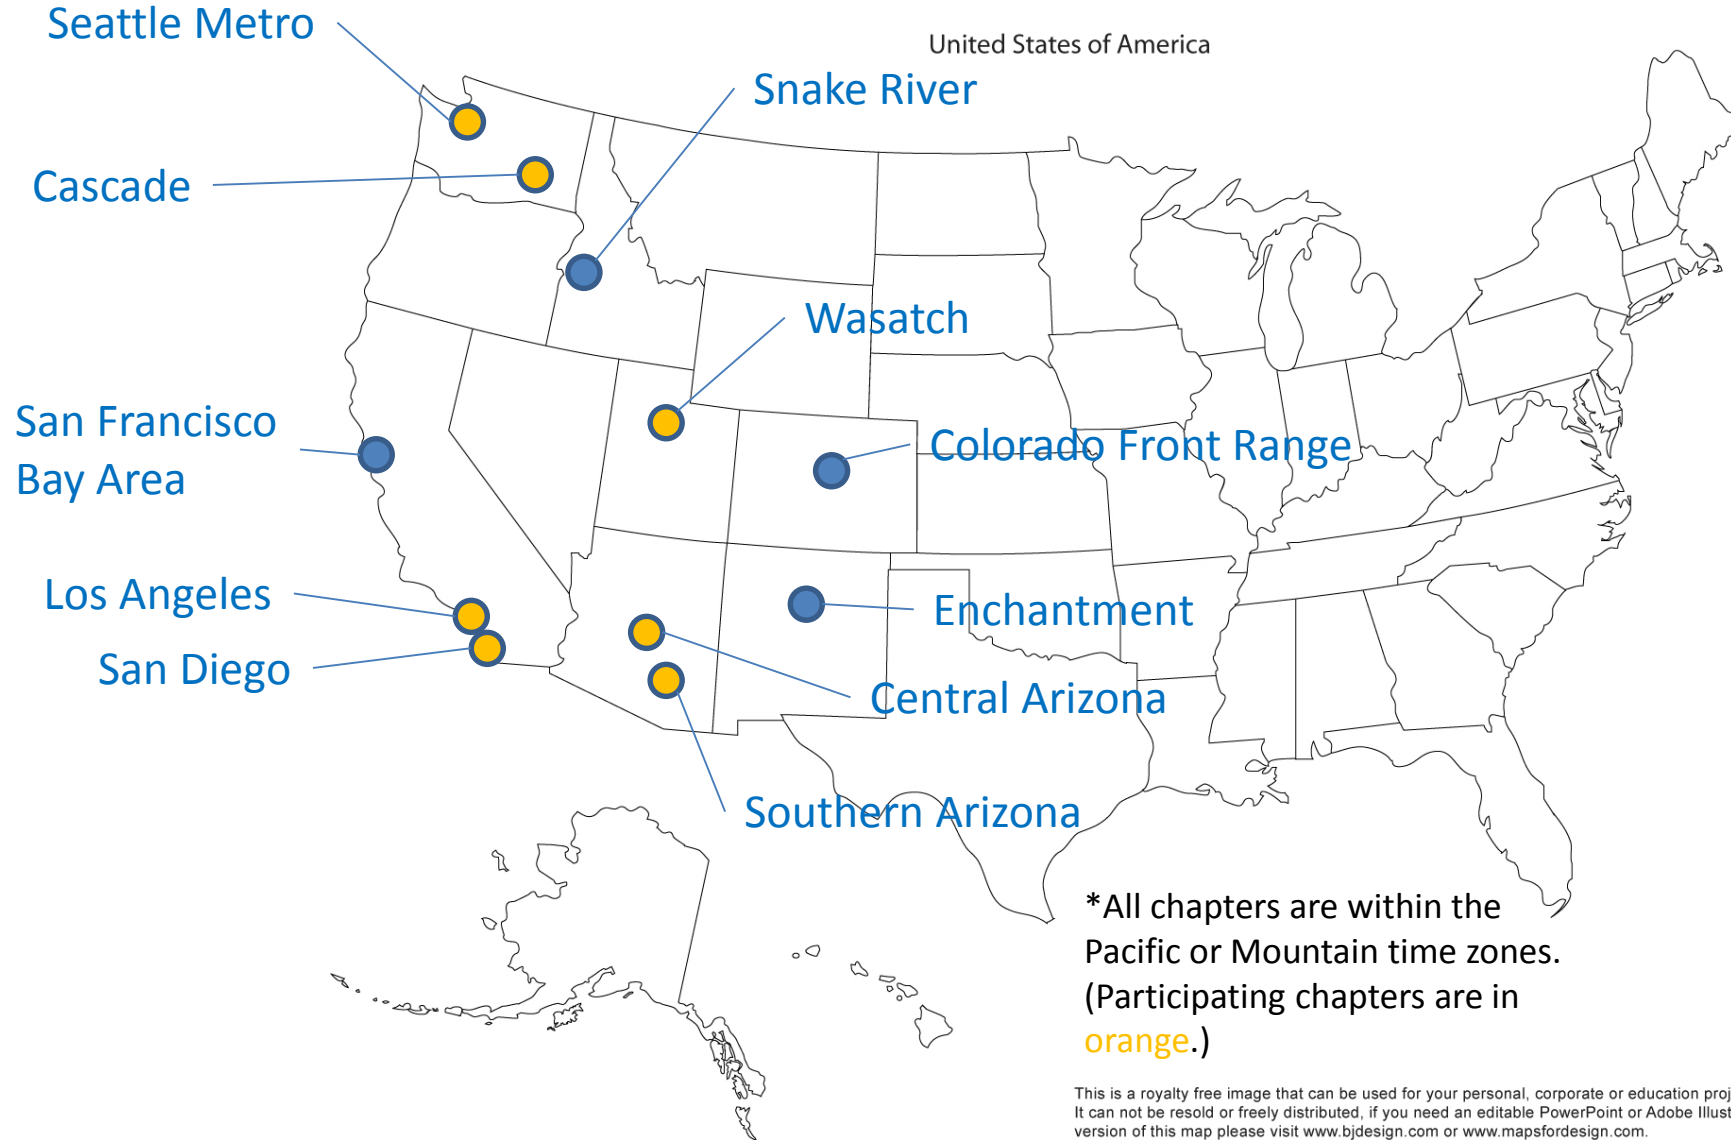 Seattle Metro
United States of America
Snake River
Cascade
Wasatch
San Francisco
Bay Area
Colorado Front Range
Los Angeles
Enchantment
San Diego
Central Arizona
Southern Arizona
*All chapters are within the
Pacific or Mountain time zones.
(Participating chapters are in
orange.)
This is a royalty free image that can be used for your personal, corporate or education proj
It can not be resold or freely distributed, if you need an editable PowerPoint or Adobe Illust
version of this map please visit www.bjdesign.com or www.mapsfordesign.com.